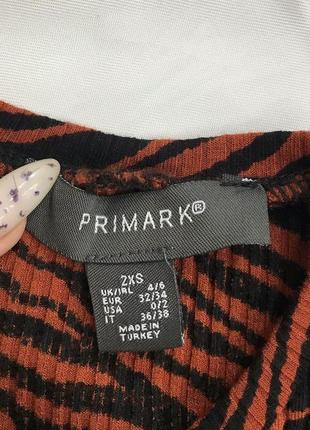 PRIMARK®
2XS
UK/IRL 4/6
EUR 32/34
USA 0/2
IT 36/38
MADE IN
TURKEY